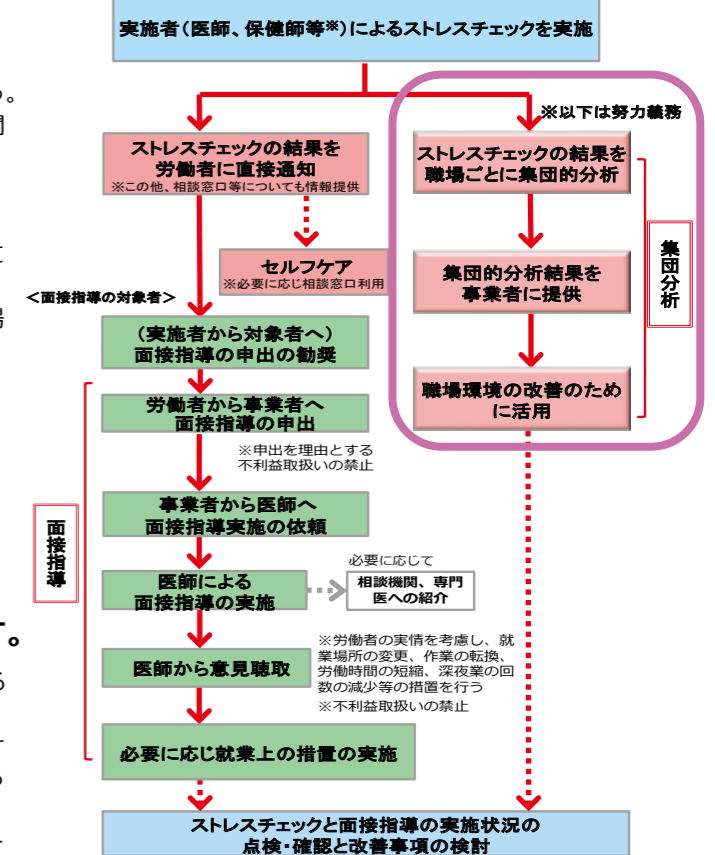 実施者(医師、保健師等※)によるストレスチェックを実施
※以下は努力義務
ストレスチェックの結果を
労働者に直接通知
※この他、相談窓口等についても情報提供
セルフケア
※必要に応じ相談窓口利用
<面接指導の対象者>
(実施者から対象者へ)
面接指導の申出の勧奨
労働者から事業者へ
面接指導の申出
※申出を理由とする
不利益取扱いの禁止
事業者から医師へ
面接指導実施の依頼
面接指導
医師による
面接指導の実施
必要に応じて
相談機関、専門
医への紹介
医師から意見聴取
※労働者の実情を考慮し、就
業場所の変更、作業の転換、
労働時間の短縮、深夜業の回
数の減少等の措置を行う
※不利益取扱いの禁止
必要に応じ就業上の措置の実施
ストレスチェックの結果を
職場ごとに集団的分析
集団的分析結果を
事業者に提供
職場環境の改善のため
に活用
集団分析
ストレスチェックと面接指導の実施状況の
点検・確認と改善事項の検討